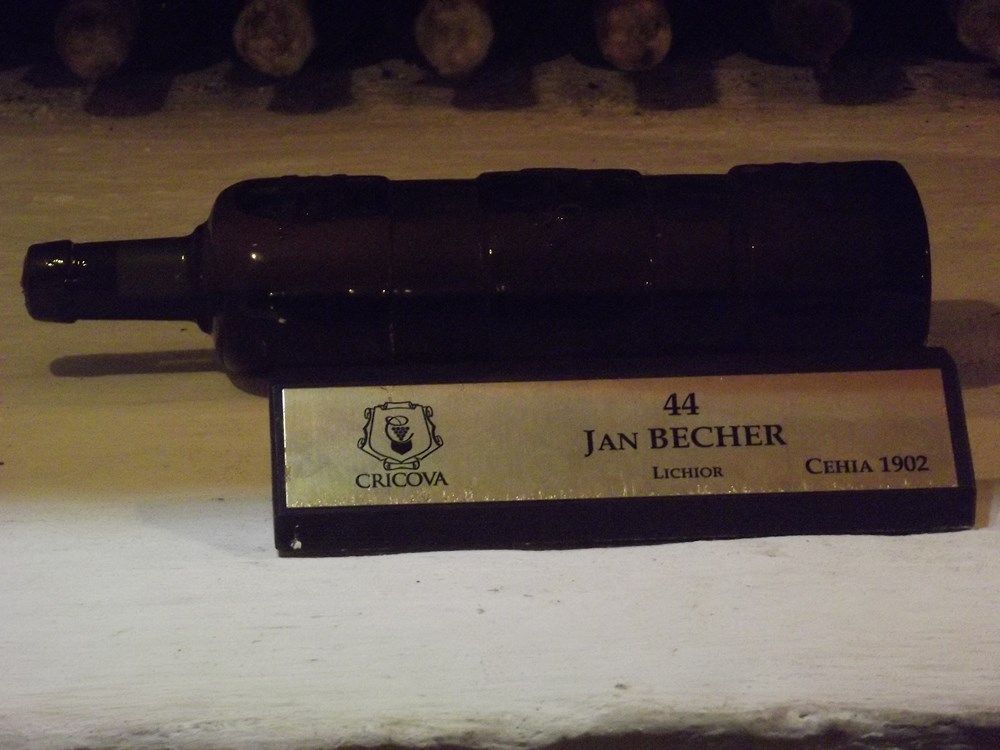 44
JAN BECHER
LICHIOR
CEHIA 1902
CRICOVA